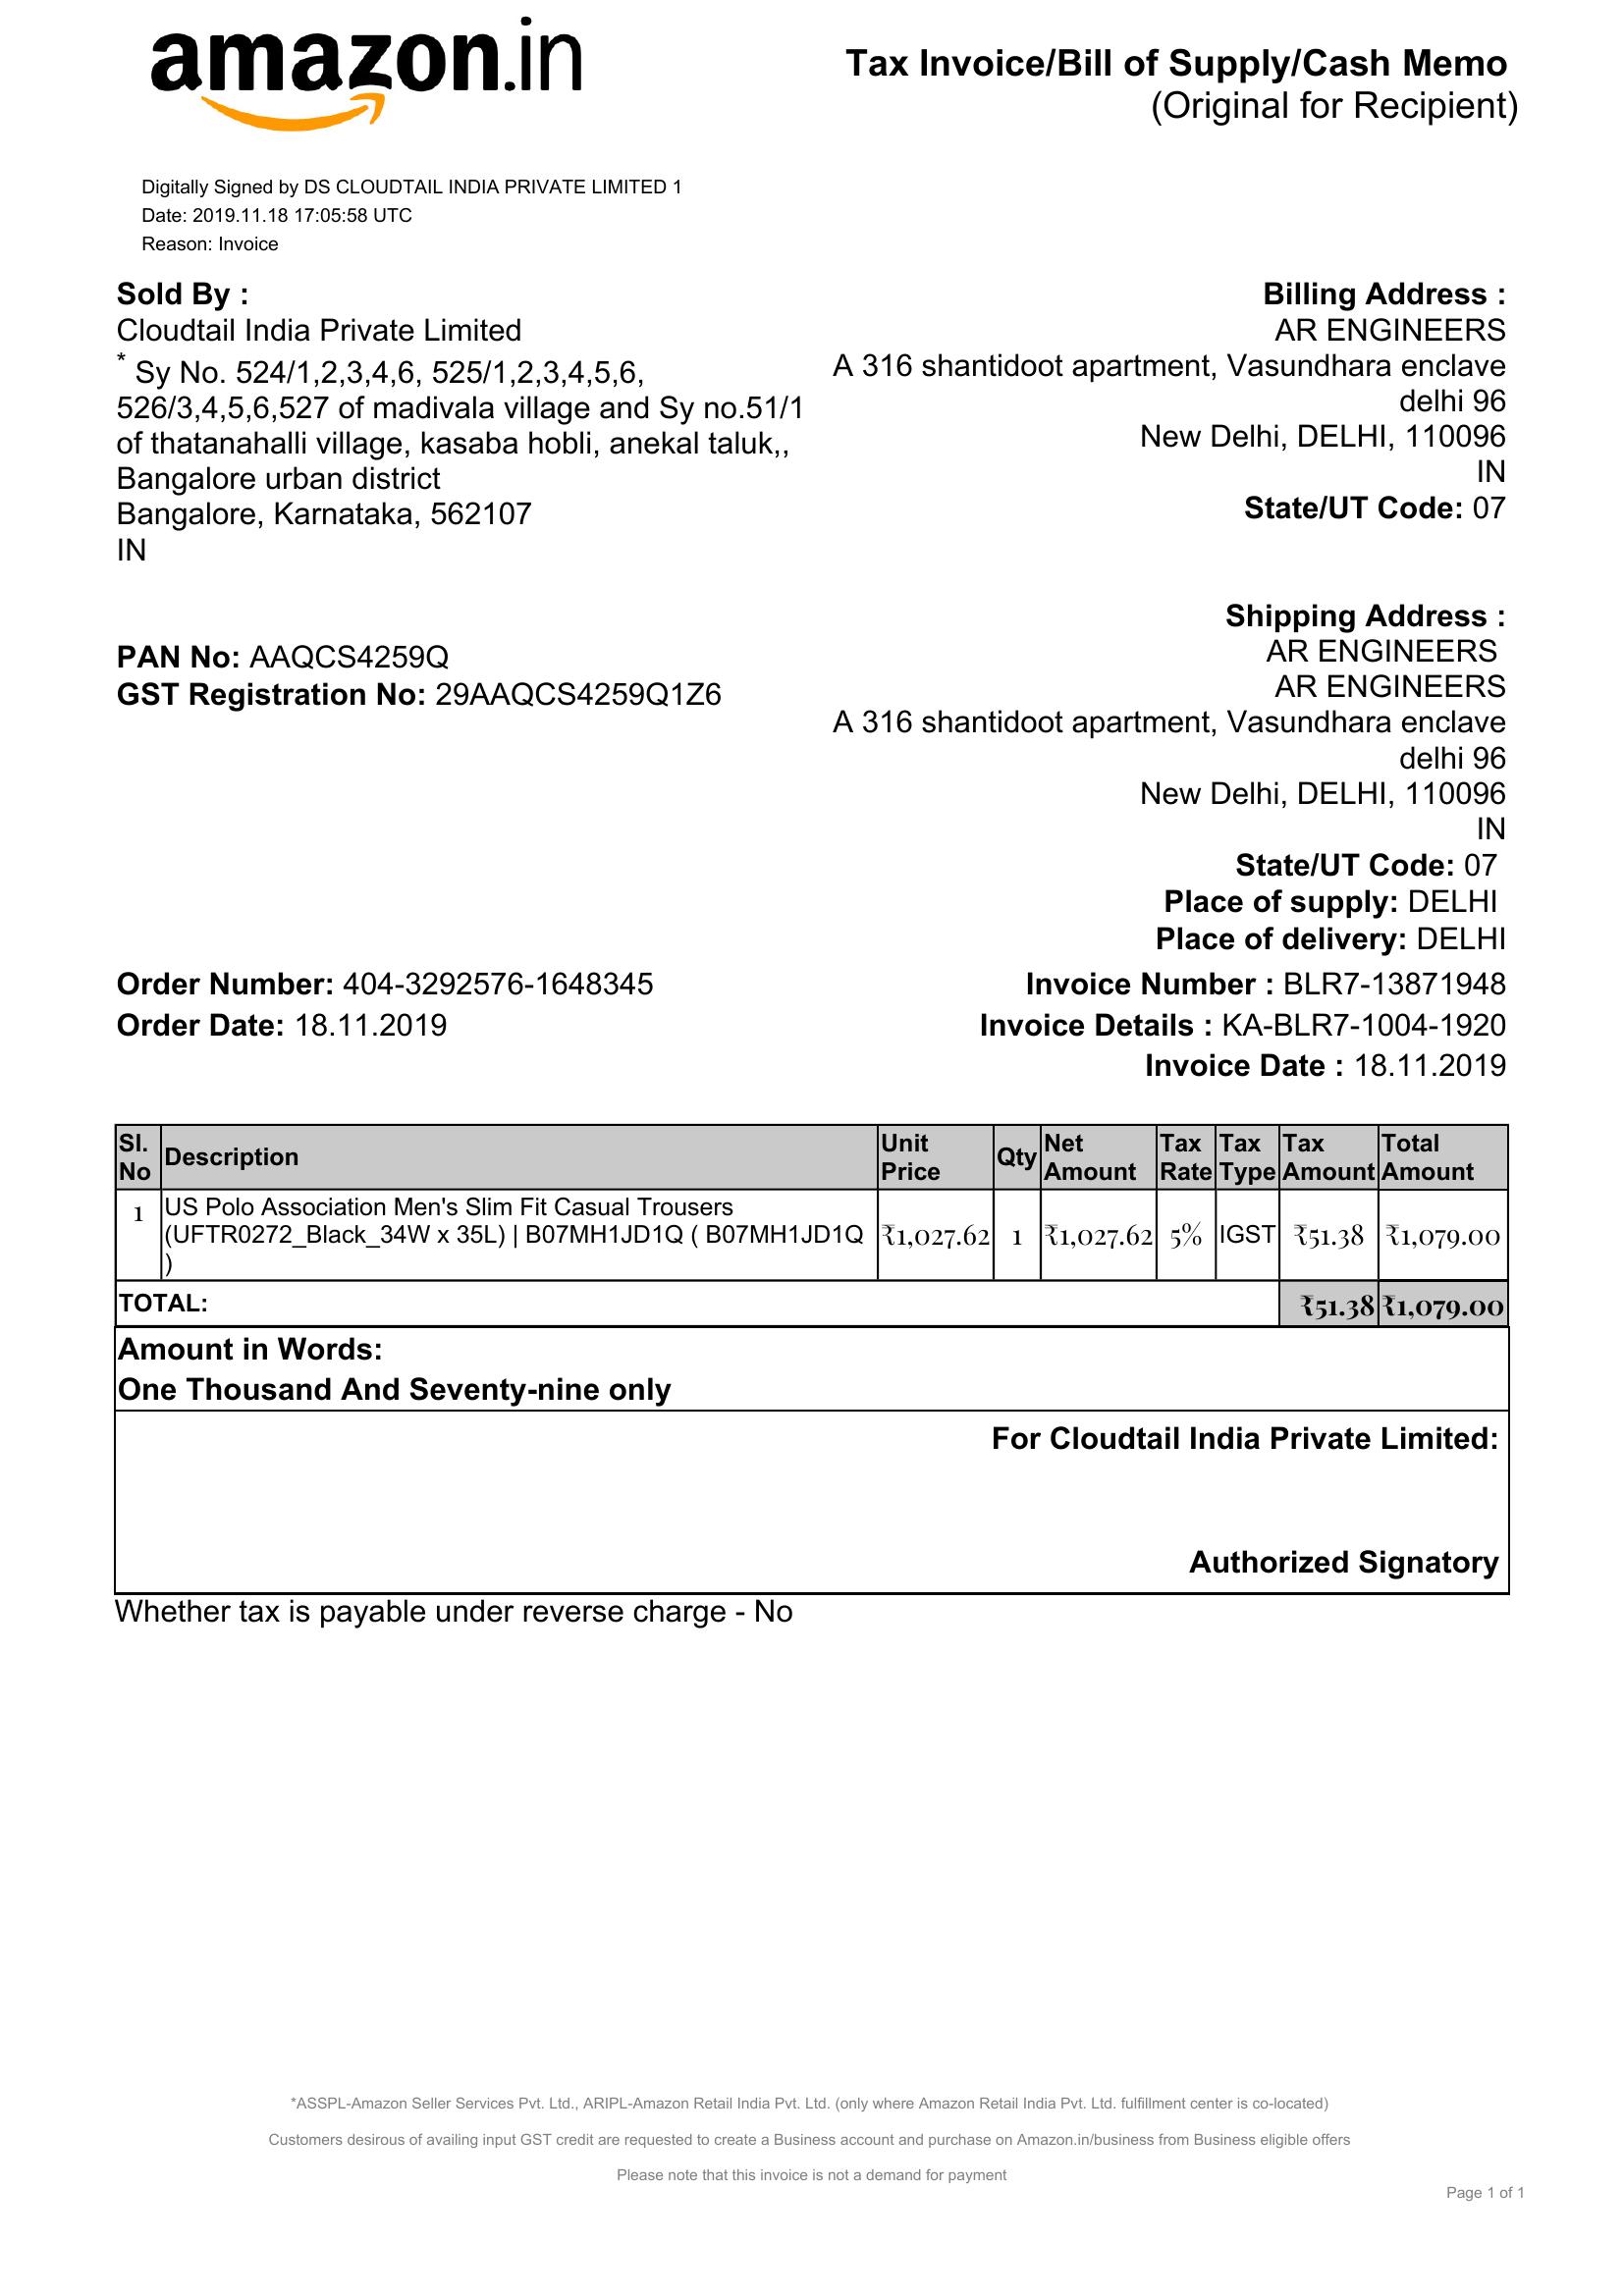 amazon.in
Tax Invoice/Bill of Supply/Cash Memo
(Original for Recipient)
Digitally Signed by DS CLOUDTAIL INDIA PRIVATE LIMITED 1
Date: 2019.11.18 17:05:58 UTC
Reason: Invoice
Sold By :
Cloudtail India Private Limited
* Sy No. 524/1,2,3,4,6, 525/1,2,3,4,5,6,
526/3,4,5,6,527 of madivala village and Sy no.51/1
of thatanahalli village, kasaba hobli, anekal taluk,,
Bangalore urban district
Bangalore, Karnataka, 562107
IN
PAN No: AAQCS4259Q
GST Registration No: 29AAQCS4259Q1Z6
Billing Address :
AR ENGINEERS
A 316 shantidoot apartment, Vasundhara enclave
delhi 96
New Delhi, DELHI, 110096
IN
State/UT Code: 07
Shipping Address :
AR ENGINEERS
AR ENGINEERS
A 316 shantidoot apartment, Vasundhara enclave
delhi 96
New Delhi, DELHI, 110096
IN
State/UT Code: 07
Place of supply: DELHI
Place of delivery: DELHI
Order Number: 404-3292576-1648345
Order Date: 18.11.2019
Invoice Number : BLR7-13871948
Invoice Details : KA-BLR7-1004-1920
Invoice Date : 18.11.2019
Sl. No Description Unit Price Qty Net Amount Tax Rate Tax Type Tax Amount Total Amount
1 US Polo Association Men's Slim Fit Casual Trousers
(UFTR0272_Black_34W x 35L) | B07MH1JD1Q ( B07MH1JD1Q
) ₹1,027.62 1 ₹1,027.62 5% IGST ₹51.38 ₹1,079.00
TOTAL: ₹51.38 ₹1,079.00
Amount in Words:
One Thousand And Seventy-nine only
For Cloudtail India Private Limited:
Authorized Signatory
Whether tax is payable under reverse charge - No
*ASSPL-Amazon Seller Services Pvt. Ltd., ARIPL-Amazon Retail India Pvt. Ltd. (only where Amazon Retail India Pvt. Ltd. fulfillment center is co-located)
Customers desirous of availing input GST credit are requested to create a Business account and purchase on Amazon.in/business from Business eligible offers
Please note that this invoice is not a demand for payment
Page 1 of 1